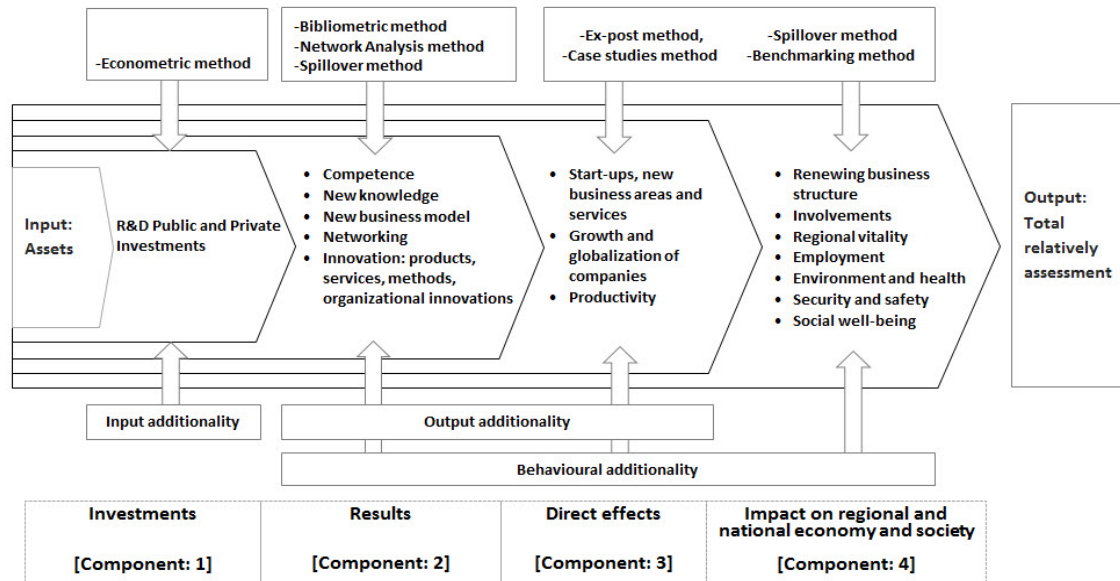 -Econometric method
-Bibliometric method
-Network Analysis method
-Spillover method
-Ex-post method,
-Case studies method
-Spillover method
-Benchmarking method
Input:
Assets
R&D Public and Private
Investments
• Competence
• New knowledge
• New business model
• Networking
• Innovation: products,
services, methods,
organizational innovations
• Start-ups, new
business areas and
services
• Growth and
globalization of
companies
• Productivity
• Renewing business
structure
• Involvements
• Regional vitality
• Employment
• Environment and health
• Security and safety
• Social well-being
Output:
Total
relatively
assessment
Input additionality
Output additionality
Behavioural additionality
Investments
[Component: 1]
Results
[Component: 2]
Direct effects
[Component: 3]
Impact on regional and
national economy and society
[Component: 4]